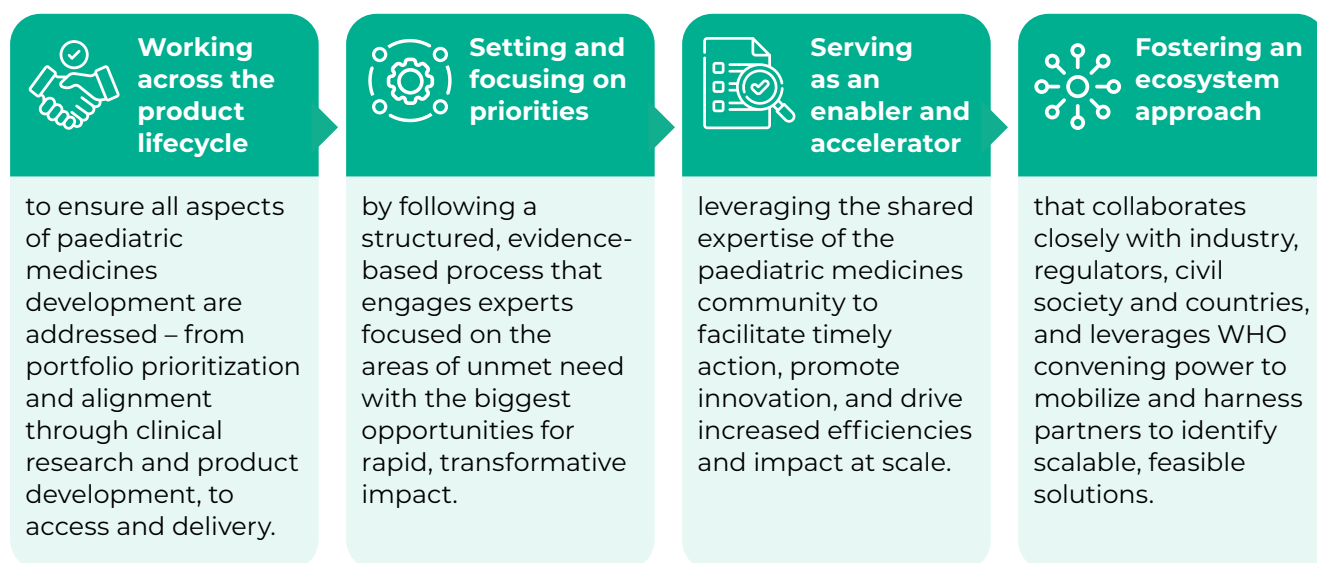 Working
across the
product
lifecycle
to ensure all aspects
of paediatric
medicines
development are
addressed – from
portfolio prioritization
and alignment
through clinical
research and product
development, to
access and delivery.
Setting and
focusing on
priorities
by following a
structured, evidence-
based process that
engages experts
focused on the
areas of unmet need
with the biggest
opportunities for
rapid, transformative
impact.
Serving
as an
enabler and
accelerator
leveraging the shared
expertise of the
paediatric medicines
community to
facilitate timely
action, promote
innovation, and drive
increased efficiencies
and impact at scale.
Fostering an
ecosystem
approach
that collaborates
closely with industry,
regulators, civil
society and countries,
and leverages WHO
convening power to
mobilize and harness
partners to identify
scalable, feasible
solutions.